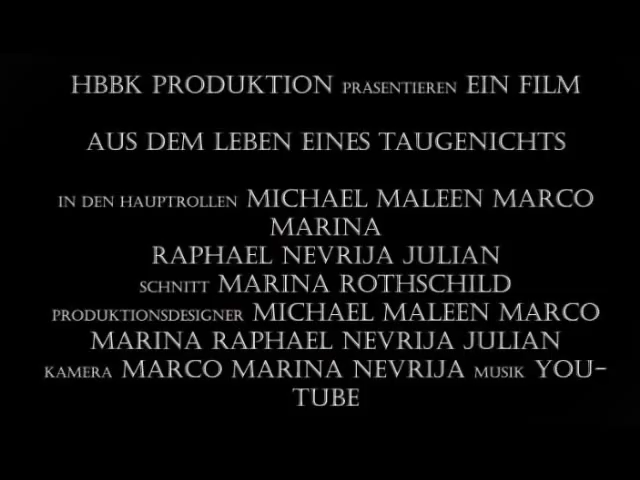 HBBK PRODUKTION PRÄSENTIEREN EIN FILM
AUS DEM LEBEN EINES TAUGENICHTS
IN DEN HAUPTROLLEN MICHAEL MALEEN MARCO
MARINA
RAPHAEL NEVRIJA JULIAN
SCHNITT MARINA ROTHSCHILD
PRODUKTIONSDESIGNER MICHAEL MALEEN MARCO
MARINA RAPHAEL NEVRIJA JULIAN
KAMERA MARCO MARINA NEVRIJA MUSIK YOU-
TUBE